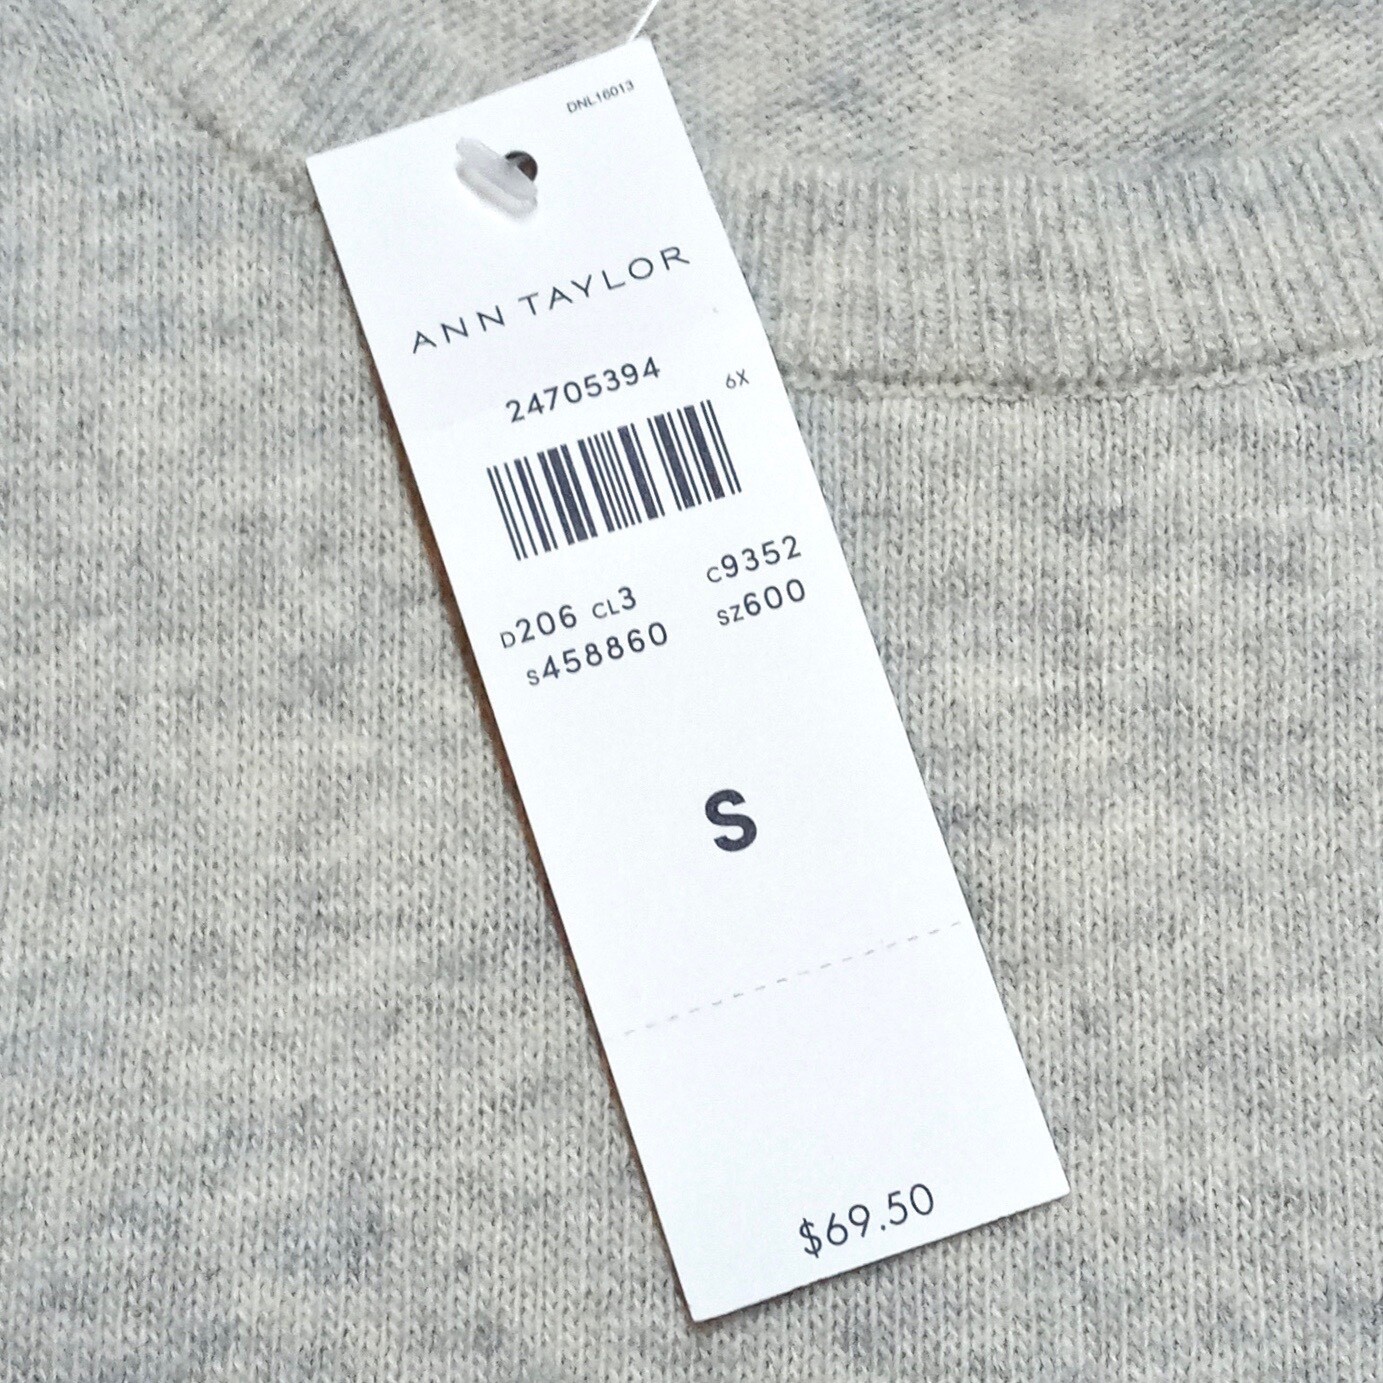 DNL16013
ANN TAYLOR
24705394
6X
D206 CL3 C9352
S458860 SZ600
S
$69.50